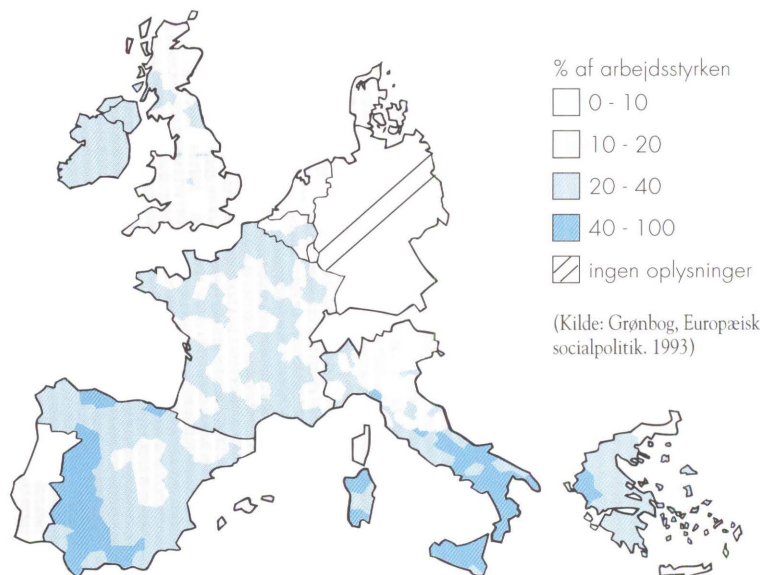 % af arbejdsstyrken
0 - 10
10 - 20
20 - 40
40 - 100
ingen oplysninger
(Kilde: Grønbog, Europæisk
socialpolitik. 1993)